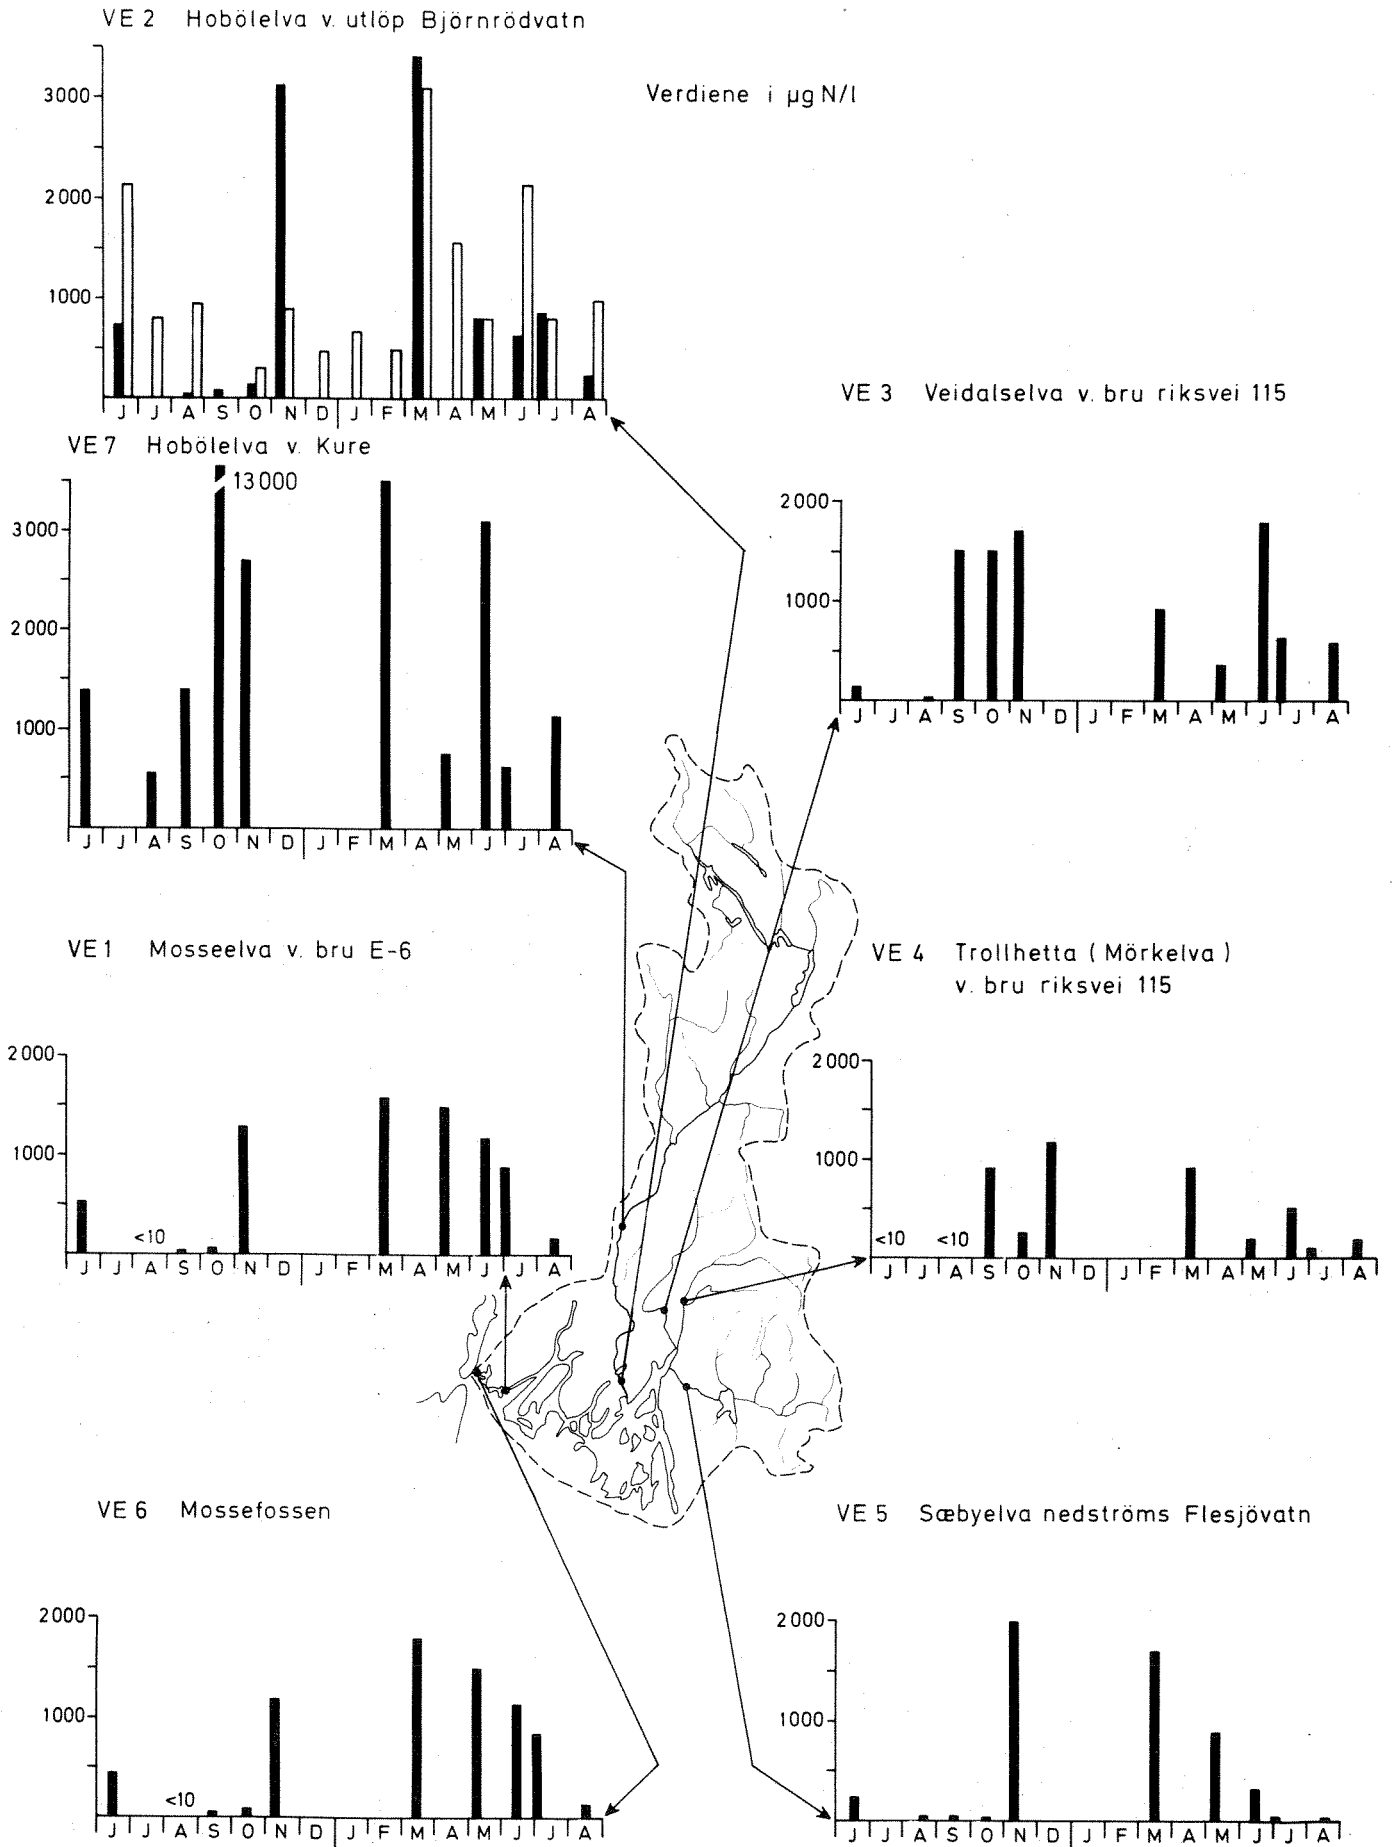 VE 2 Hobölelva v. utlöp Björnrödvatn
Verdiene i µg N/l
3000
2000
1000
J J A S O N D J F M A M J J A
VE 7 Hobölelva v. Kure
13000
3000
2000
1000
J J A S O N D J F M A M J J A
VE 3 Veidalselva v. bru riksvei 115
2000
1000
J J A S O N D J F M A M J J A
VE 1 Mosseelva v. bru E-6
2000
1000
<10
J J A S O N D J F M A M J J A
VE 4 Trollhetta (Mörkelva)
v. bru riksvei 115
2000
1000
<10 <10
J J A S O N D J F M A M J J A
VE 6 Mossefossen
2000
1000
<10
J J A S O N D J F M A M J J A
VE 5 Sæbyelva nedströms Flesjövatn
2000
1000
J J A S O N D J F M A M J J A